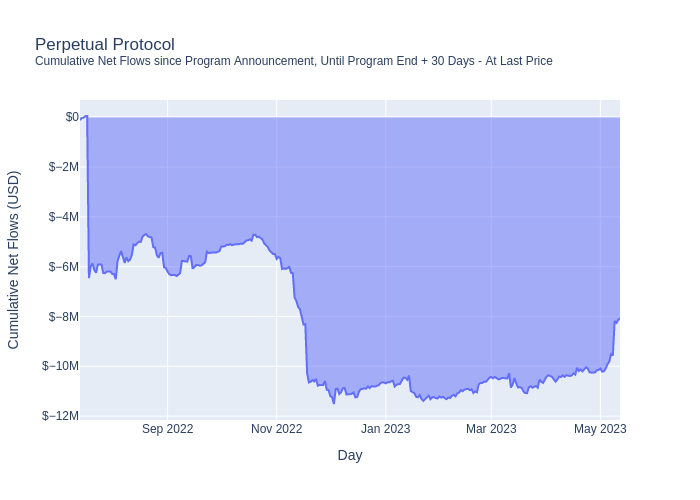 Perpetual Protocol
Cumulative Net Flows since Program Announcement, Until Program End + 30 Days - At Last Price
Cumulative Net Flows (USD)
$0
$−2M
$−4M
$−6M
$−8M
$−10M
$−12M
Sep 2022
Nov 2022
Jan 2023
Mar 2023
May 2023
Day